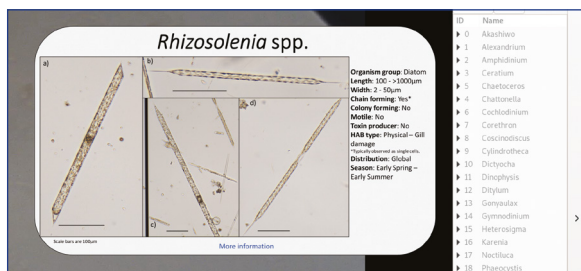 Rhizosolenia spp.
a)
b)
c)
d)
Organism group: Diatom
Length: 100 - >1000µm
Width: 2 - 50µm
Chain forming: Yes*
Colony forming: No
Motile: No
Toxin producer: No
HAB type: Physical – Gill
damage
*Typically observed as single cells.
Distribution: Global
Season: Early Spring –
Early Summer
Scale bars are 100µm
More information
ID Name
0 Akashiwo
1 Alexandrium
2 Amphidinium
3 Ceratium
5 Chaetoceros
4 Chattonella
6 Cochlodinium
7 Corethron
8 Coscinodiscus
9 Cylindrotheca
10 Dictyocha
11 Dinophysis
12 Ditylum
13 Gonyaulax
14 Gymnodinium
15 Heterosigma
16 Karenia
17 Noctiluca
18 Phaeocystis